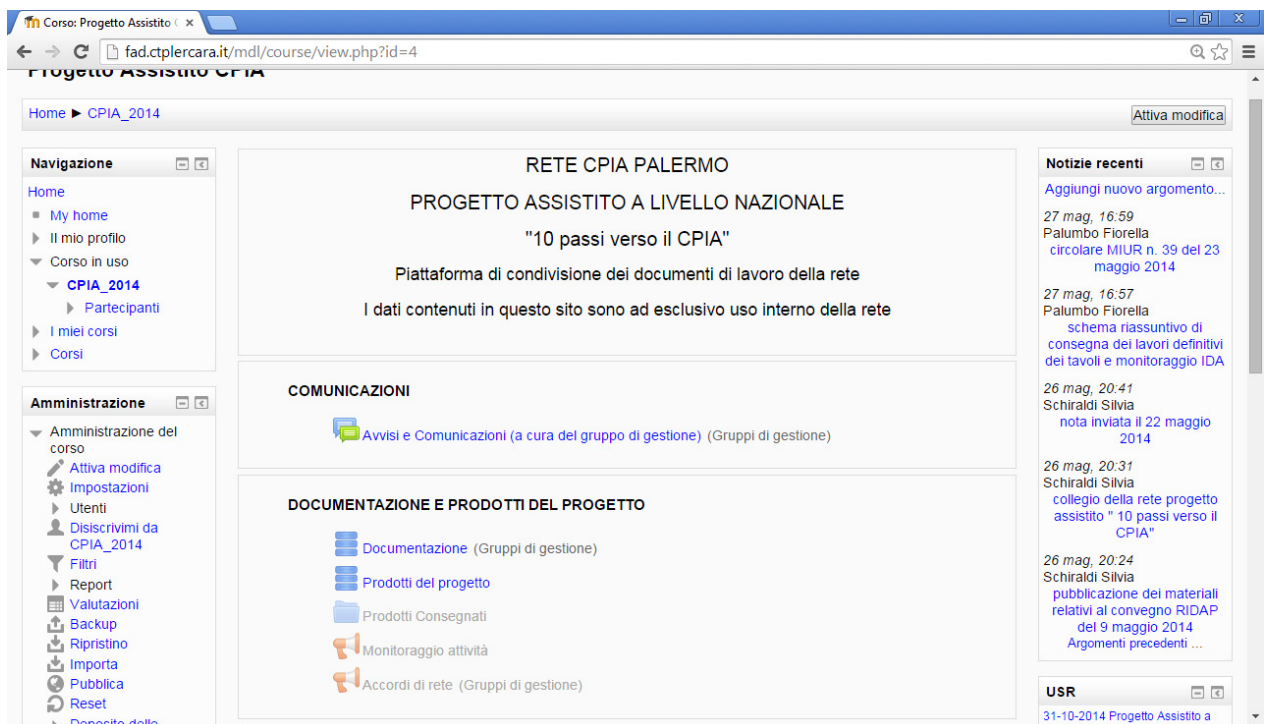 Corso: Progetto Assistito
fad.ctplercara.it/mdl/course/view.php?id=4
Progetto Assistito CPIA
Home ► CPIA_2014
Attiva modifica
Navigazione
Home
My home
Il mio profilo
Corso in uso
CPIA_2014
Partecipanti
I miei corsi
Corsi
Amministrazione
Amministrazione del
corso
Attiva modifica
Impostazioni
Utenti
Disiscrivimi da
CPIA_2014
Filtri
Report
Valutazioni
Backup
Ripristino
Importa
Pubblica
Reset
Deposito delle
RETE CPIA PALERMO
PROGETTO ASSISTITO A LIVELLO NAZIONALE
"10 passi verso il CPIA"
Piattaforma di condivisione dei documenti di lavoro della rete
I dati contenuti in questo sito sono ad esclusivo uso interno della rete
COMUNICAZIONI
Avvisi e Comunicazioni (a cura del gruppo di gestione) (Gruppi di gestione)
DOCUMENTAZIONE E PRODOTTI DEL PROGETTO
Documentazione (Gruppi di gestione)
Prodotti del progetto
Prodotti Consegnati
Monitoraggio attività
Accordi di rete (Gruppi di gestione)
Notizie recenti
Aggiungi nuovo argomento...
27 mag, 16:59
Palumbo Fiorella
circolare MIUR n. 39 del 23
maggio 2014
27 mag, 16:57
Palumbo Fiorella
schema riassuntivo di
consegna dei lavori definitivi
dei tavoli e monitoraggio IDA
26 mag, 20:41
Schiraldi Silvia
nota inviata il 22 maggio
2014
26 mag, 20:31
Schiraldi Silvia
collegio della rete progetto
assistito " 10 passi verso il
CPIA"
26 mag, 20:24
Schiraldi Silvia
pubblicazione dei materiali
relativi al convegno RIDAP
del 9 maggio 2014
Argomenti precedenti ...
USR
31-10-2014 Progetto Assistito a